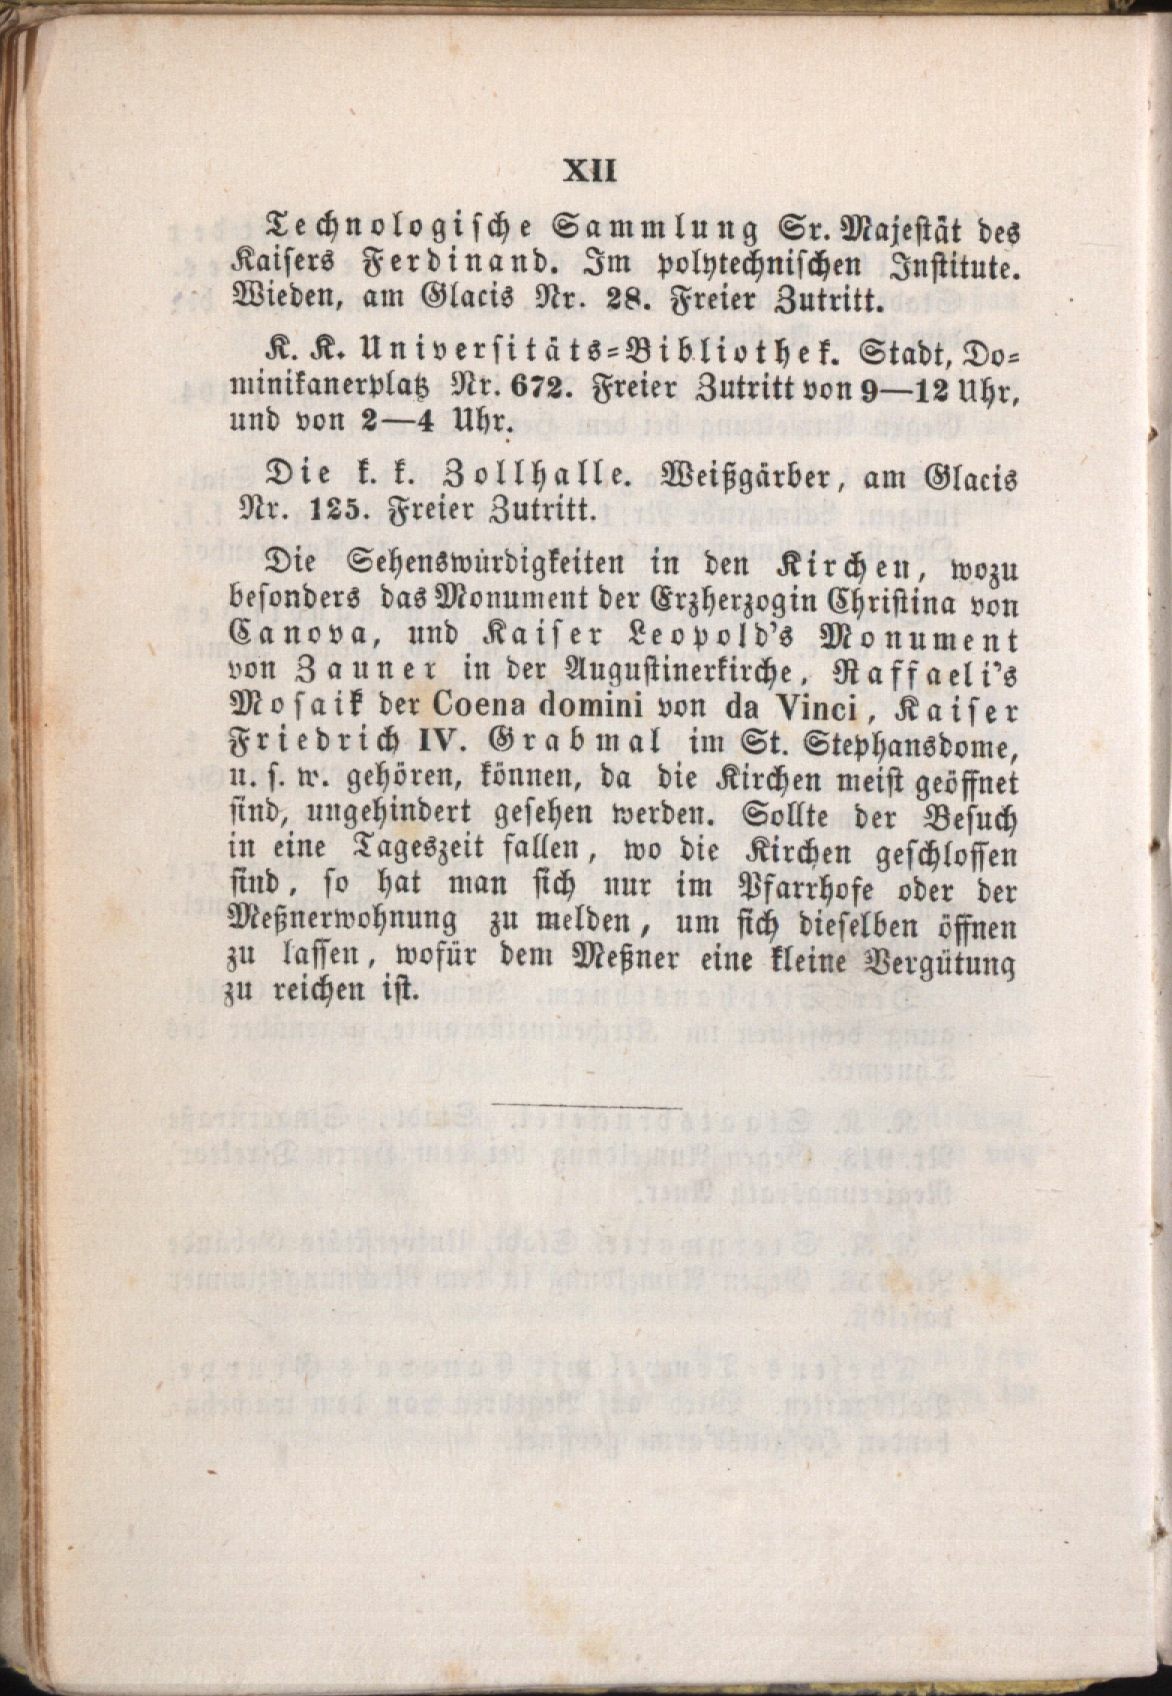 XII
Technologische Sammlung Sr. Majestät des
Kaisers Ferdinand. Im polytechnischen Institute.
Wieden, am Glacis Nr. 28. Freier Zutritt.
K. K. Universitäts-Bibliothek. Stadt, Do-
minikanerplatz Nr. 672. Freier Zutritt von 9—12 Uhr,
und von 2—4 Uhr.
Die k. k. Zollhalle. Weißgärber, am Glacis
Nr. 125. Freier Zutritt.
Die Sehenswürdigkeiten in den Kirchen, wozu
besonders das Monument der Erzherzogin Christina von
Canova, und Kaiser Leopold's Monument
von Zauner in der Augustinerkirche, Raffaeli's
Mosaik der Coena domini von da Vinci, Kaiser
Friedrich IV. Grabmal im St. Stephansdome,
u. s. w. gehören, können, da die Kirchen meist geöffnet
sind, ungehindert gesehen werden. Sollte der Besuch
in eine Tageszeit fallen, wo die Kirchen geschlossen
sind, so hat man sich nur im Pfarrhofe oder der
Meßnerwohnung zu melden, um sich dieselben öffnen
zu lassen, wofür dem Meßner eine kleine Vergütung
zu reichen ist.